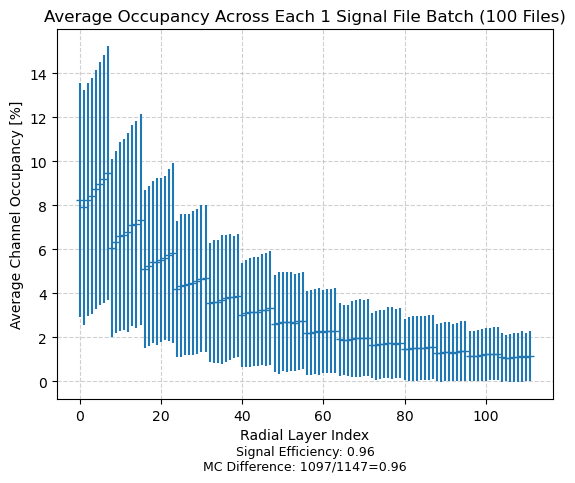 Average Occupancy Across Each 1 Signal File Batch (100 Files)
Average Channel Occupancy [%]
14
12
10
8
6
4
2
0
0 20 40 60 80 100
Radial Layer Index
Signal Efficiency: 0.96
MC Difference: 1097/1147=0.96